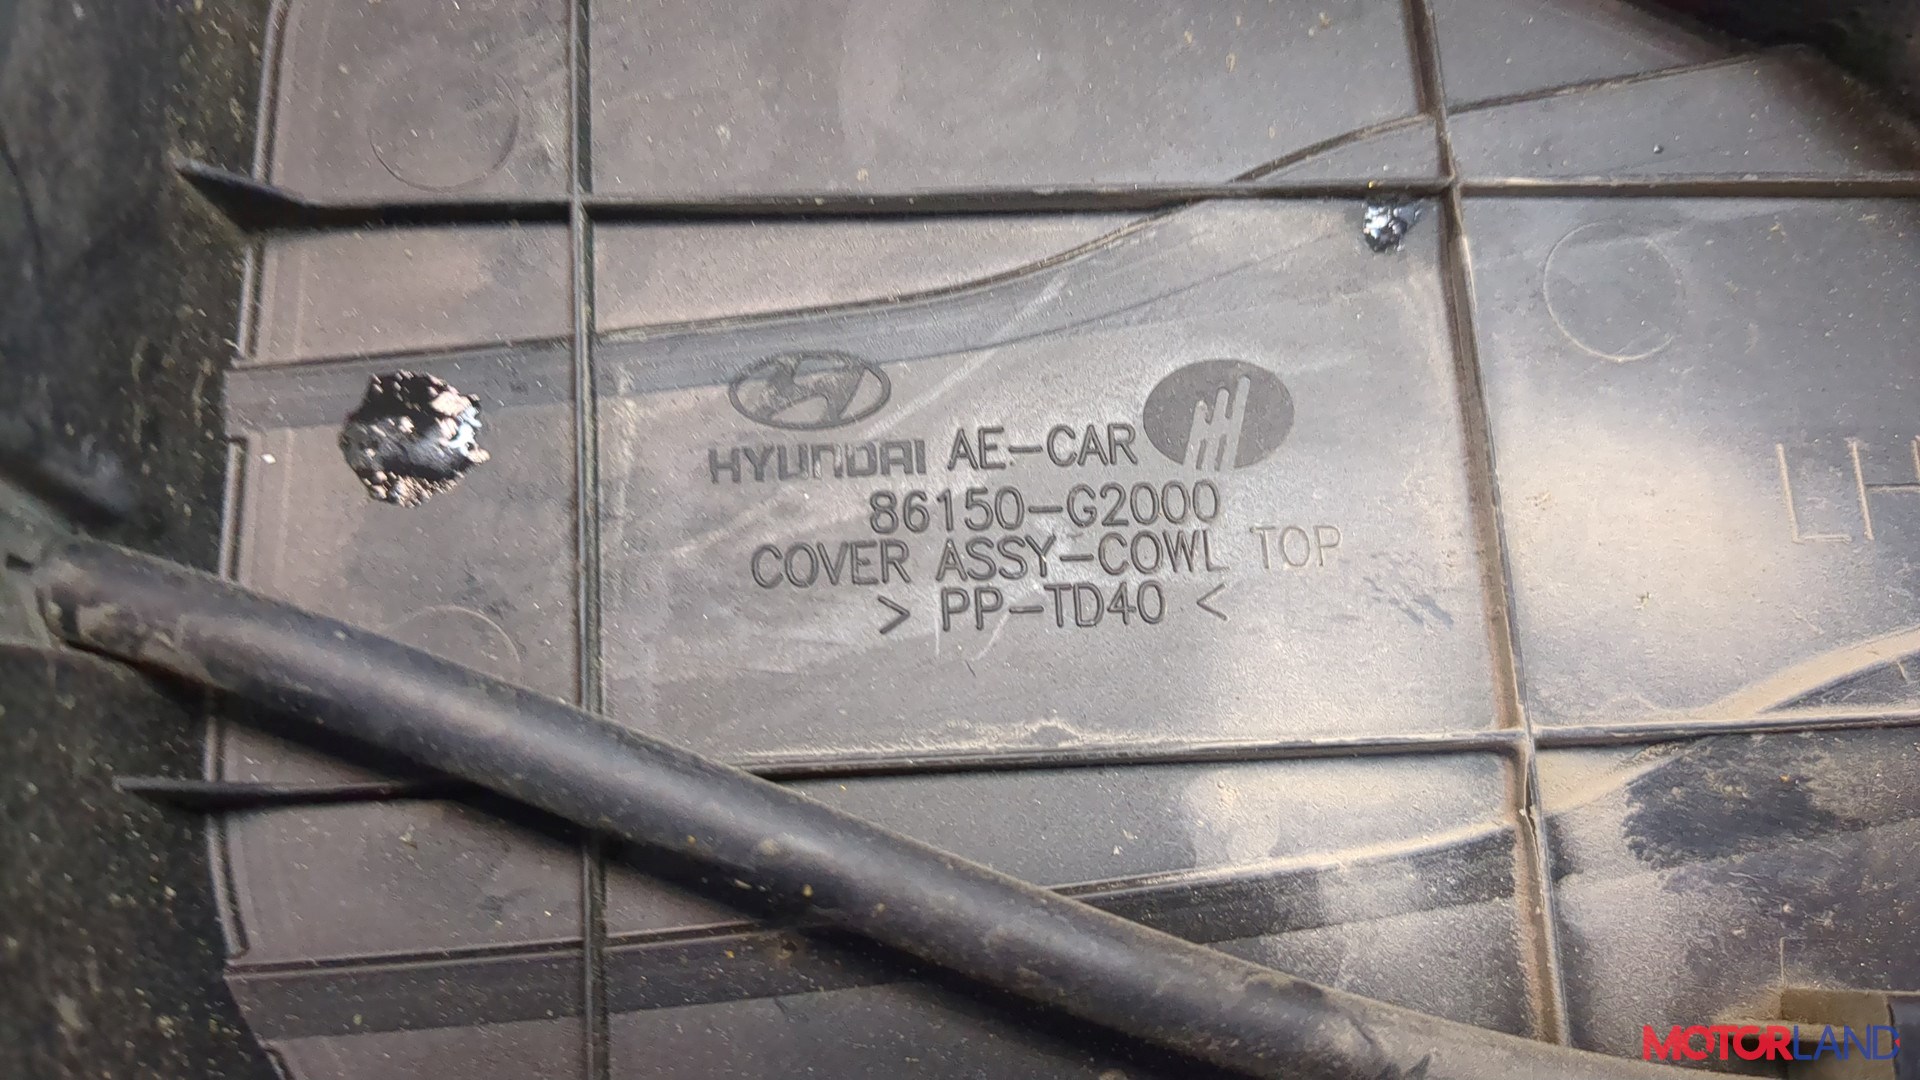 HYUNDAI AE-CAR
86150-G2000
COVER ASSY-COWL TOP
> PP-TD40 <
LH
MOTORLAND